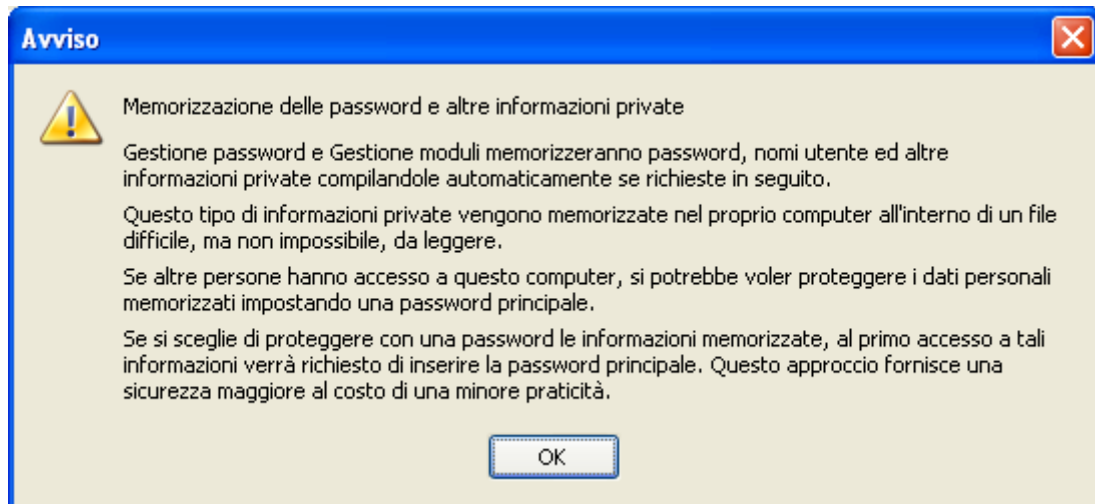 Avviso
Memorizzazione delle password e altre informazioni private
Gestione password e Gestione moduli memorizzeranno password, nomi utente ed altre
informazioni private compilandole automaticamente se richieste in seguito.
Questo tipo di informazioni private vengono memorizzate nel proprio computer all'interno di un file
difficile, ma non impossibile, da leggere.
Se altre persone hanno accesso a questo computer, si potrebbe voler proteggere i dati personali
memorizzati impostando una password principale.
Se si sceglie di proteggere con una password le informazioni memorizzate, al primo accesso a tali
informazioni verrà richiesto di inserire la password principale. Questo approccio fornisce una
sicurezza maggiore al costo di una minore praticità.
OK